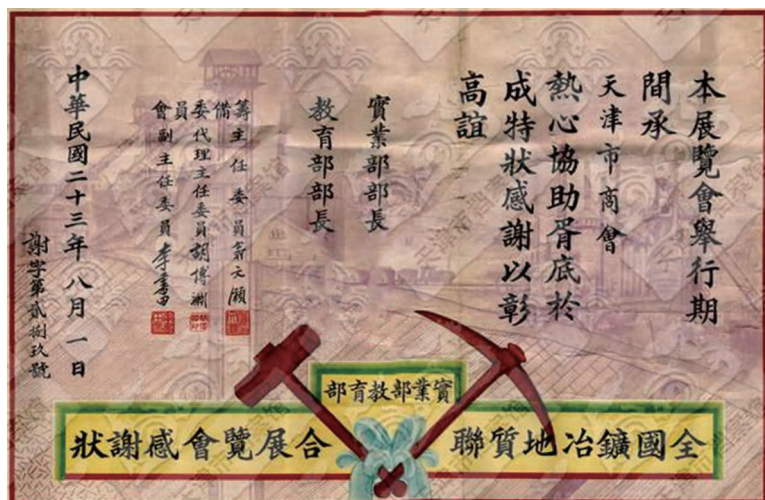 本展覽會舉行期
間承
天津市商會
熱心協助胥底於
成特狀感謝以彰
高誼
實業部部長
教育部部長
籌備委員會
主任委員翁文灝
代理主任委員胡博淵
副主任委員李書田
中華民國二十三年八月一日
謝字第貳捌玖號
實業部教育部
全國鑛冶地質聯合展覽會感謝狀